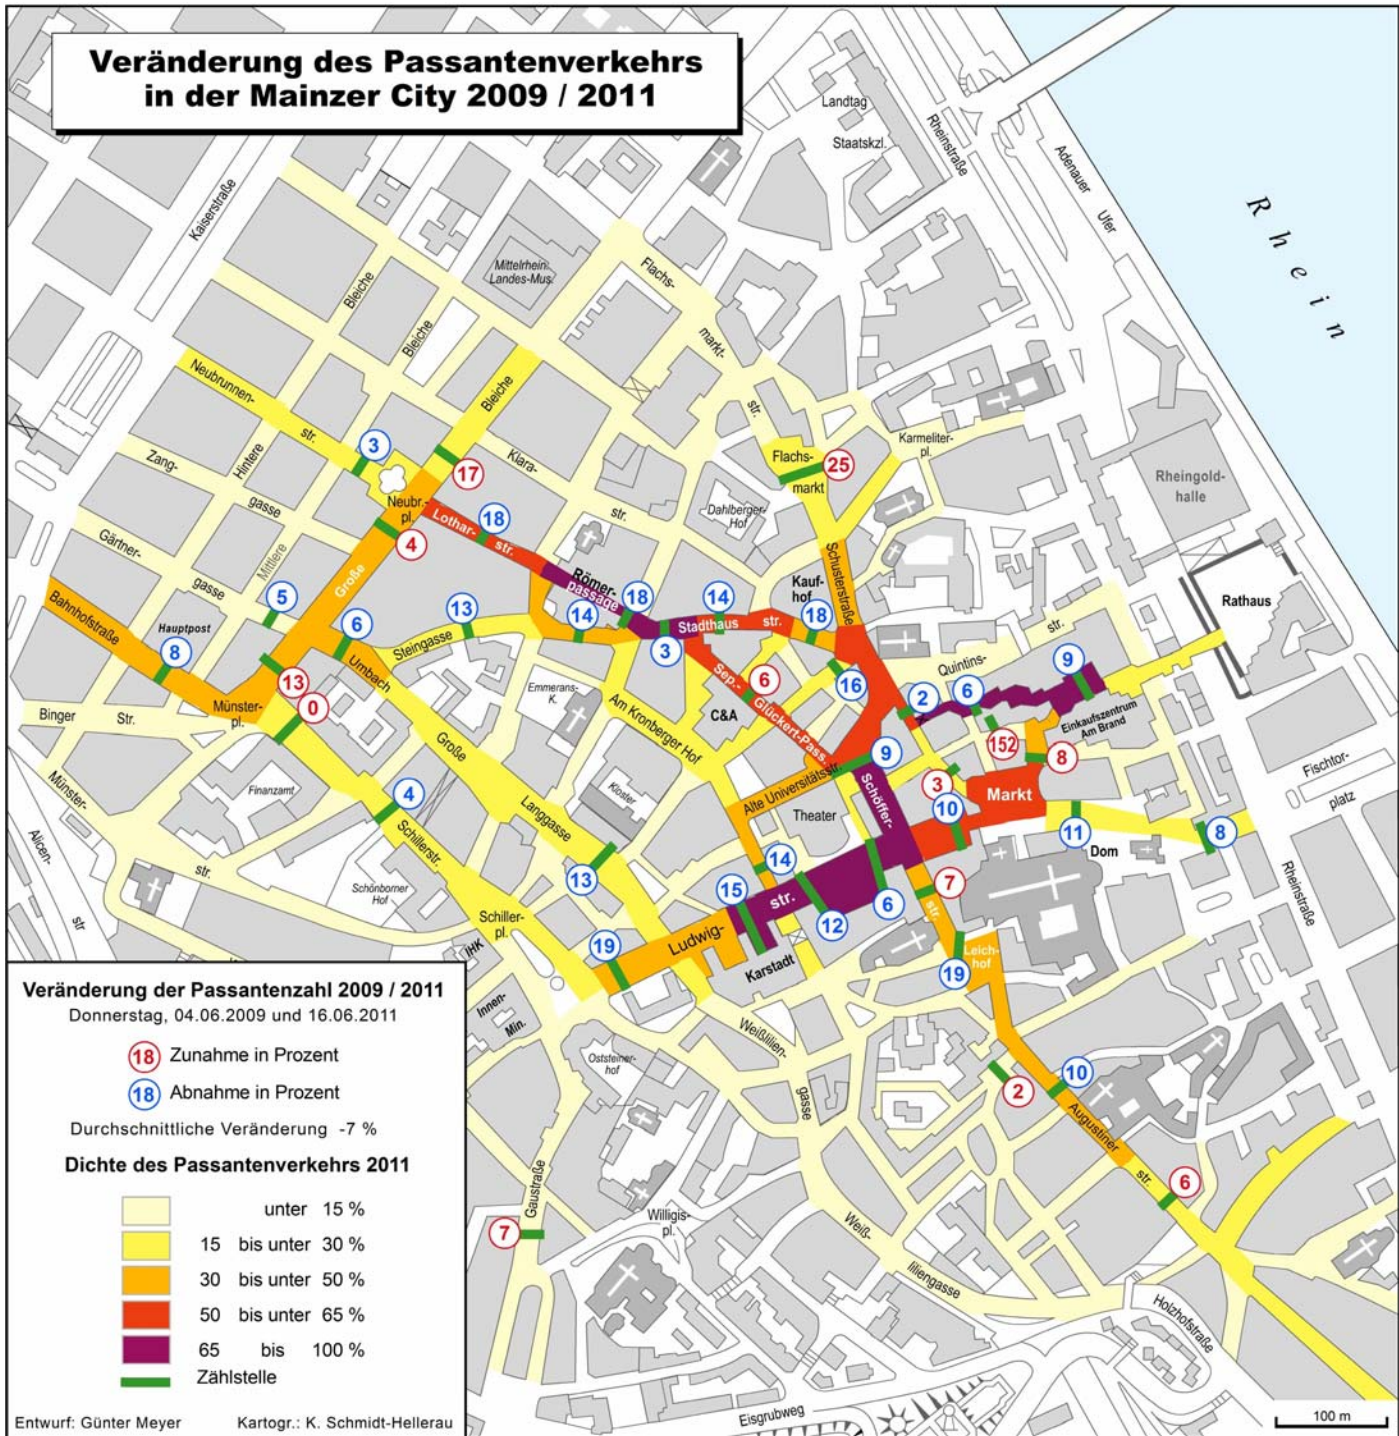 Veränderung des Passantenverkehrs
in der Mainzer City 2009 / 2011
Landtag
Staatskzl.
Rheinstraße
Adenauer
Ufer
Rhein
Kaiserstraße
Mittelrhein.
Landes-Mus.
Flachs-
markt-
str.
Bleiche
Bleiche
Bleiche
Neubrunnen-
str.
3
17
Klara-
str.
Flachs-
markt
25
Karmeliter-
pl.
Rheingold-
halle
Zang-
gasse
Hintere
Neubr.-
pl.
Lothar-
str.
18
Dahlberger-
Hof
Gärtner-
gasse
Mittlere
Große
4
Römer-
passage
18
14
Kauf-
hof
18
Schusterstraße
Rathaus
Bahnhofstraße
Hauptpost
8
5
6
Steingasse
13
14
3
Stadthaus
str.
16
Quintins-
str.
9
Umbach
13
0
Münster-
pl.
Binger
Str.
Emmerans-
K.
Am Kronberger Hof
C&A
Sep.-
6
Glückert-Pass.
2
6
152
Einkaufszentrum
Am Brand
8
Fischtor-
platz
Münster-
str.
Alicen-
str
Finanzamt
4
Große
Langgasse
Kloster
Alte Universitätsstr.
9
Schöffer-
str
3
10
Markt
Theater
11
Dom
8
Rheinstraße
Schillerstr.
Schönborner
Hof
13
14
15
str.
12
6
7
Schiller-
pl.
IHK
19
Ludwig-
Karstadt
19
Leich-
hof
Innen-
Min.
Weißlilien-
gasse
Oststeiner-
hof
2
10
Augustiner
str.
6
Gaustraße
7
Willigis-
pl.
Weiß-
liliengasse
Holzhofstraße
Eisgrubweg
100 m
Veränderung der Passantenzahl 2009 / 2011
Donnerstag, 04.06.2009 und 16.06.2011
18 Zunahme in Prozent
18 Abnahme in Prozent
Durchschnittliche Veränderung -7 %
Dichte des Passantenverkehrs 2011
unter 15 %
15 bis unter 30 %
30 bis unter 50 %
50 bis unter 65 %
65 bis 100 %
Zählstelle
Entwurf: Günter Meyer Kartogr.: K. Schmidt-Hellerau